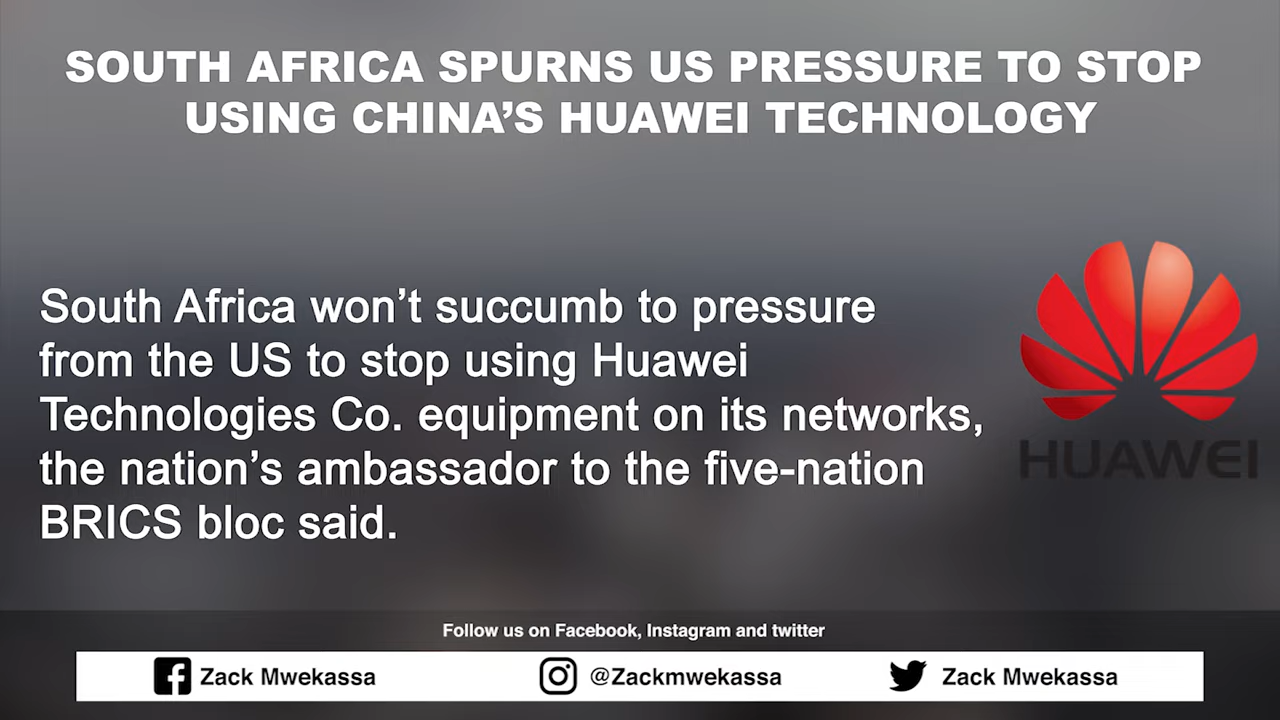 SOUTH AFRICA SPURNS US PRESSURE TO STOP
USING CHINA’S HUAWEI TECHNOLOGY
South Africa won’t succumb to pressure
from the US to stop using Huawei
Technologies Co. equipment on its networks,
the nation’s ambassador to the five-nation
BRICS bloc said.
HUAWEI
Follow us on Facebook, Instagram and twitter
Zack Mwekassa @Zackmwekassa Zack Mwekassa